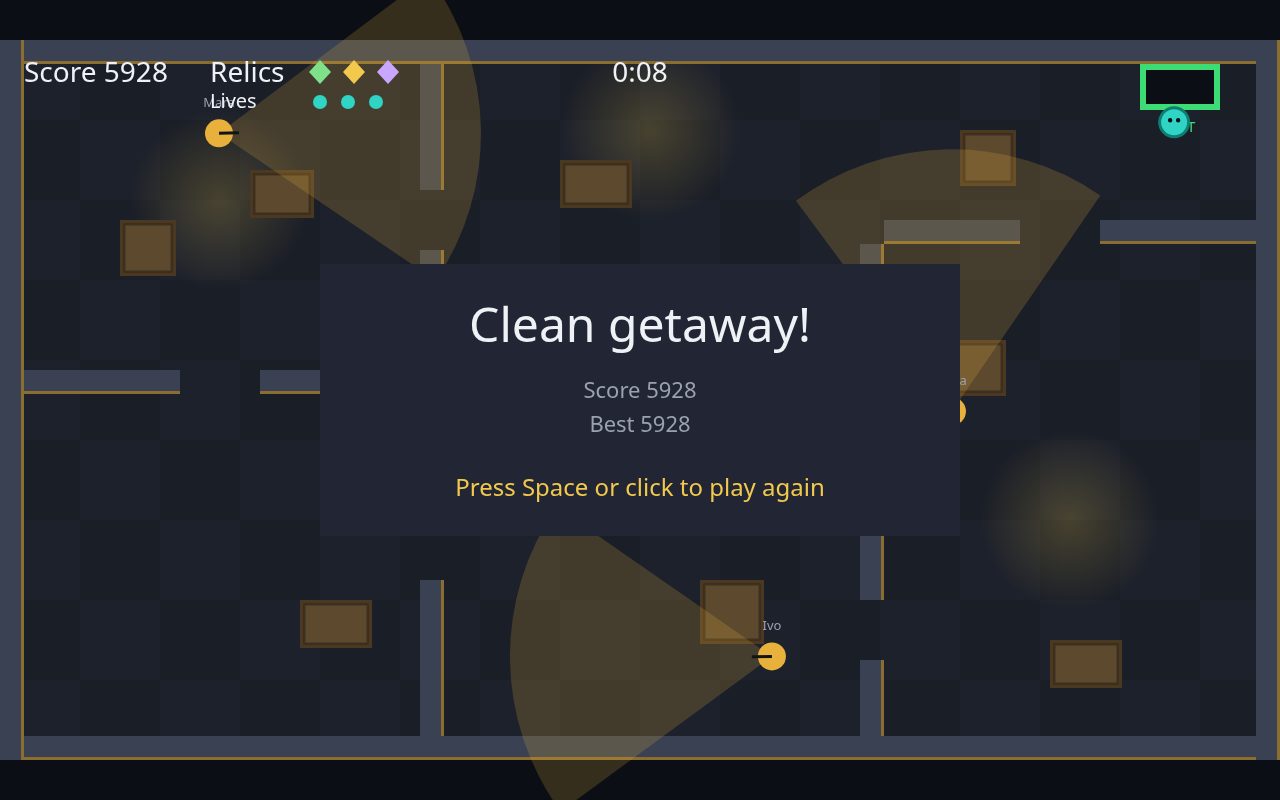 Score 5928
Relics
0:08
Lives
T
Clean getaway!
Score 5928
Best 5928
Press Space or click to play again
Ivo